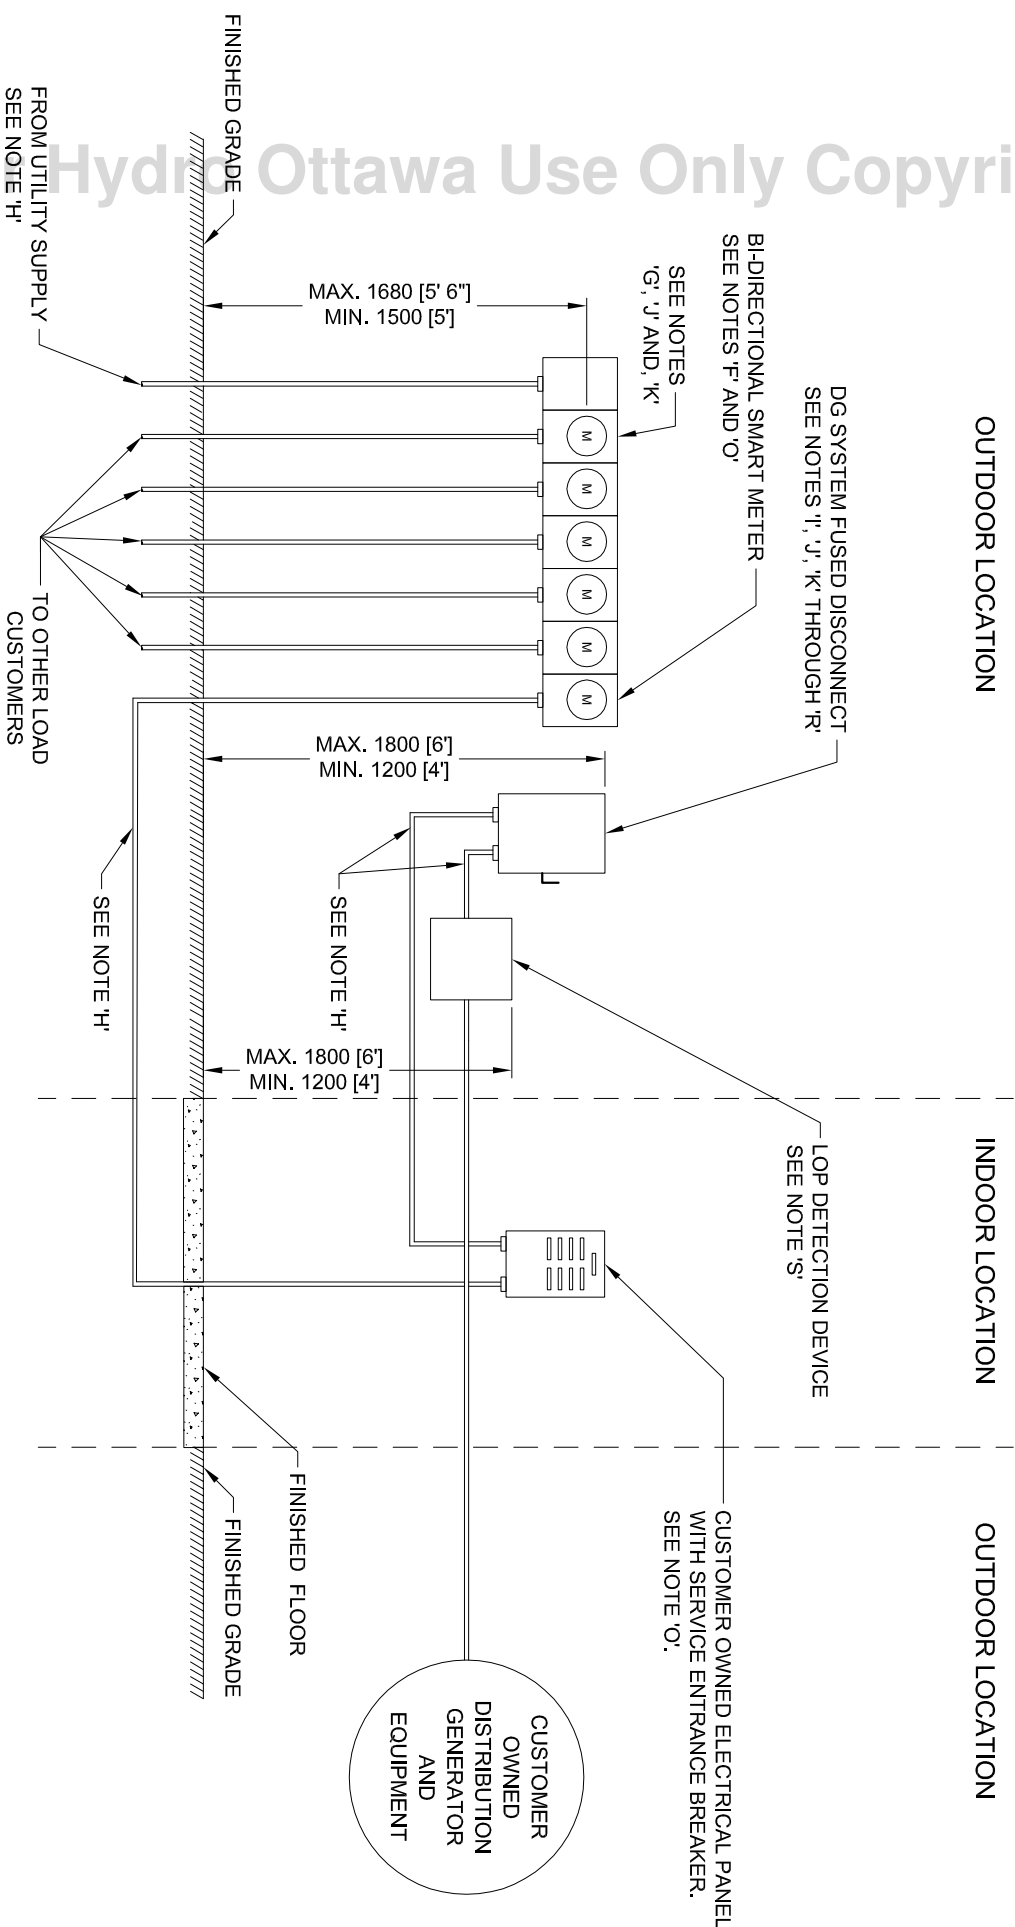 OUTDOOR LOCATION
INDOOR LOCATION
OUTDOOR LOCATION
DG SYSTEM FUSED DISCONNECT
SEE NOTES 'I', 'J', 'K' THROUGH 'R'
BI-DIRECTIONAL SMART METER
SEE NOTES 'F' AND 'O'
SEE NOTES
'G', 'J' AND, 'K'
LOP DETECTION DEVICE
SEE NOTE 'S'
CUSTOMER OWNED ELECTRICAL PANEL
WITH SERVICE ENTRANCE BREAKER.
SEE NOTE 'O'.
M
M
M
M
M
M
MAX. 1680 [5' 6"]
MIN. 1500 [5']
MAX. 1800 [6']
MIN. 1200 [4']
MAX. 1800 [6']
MIN. 1200 [4']
SEE NOTE 'H'
SEE NOTE 'H'
CUSTOMER
OWNED
DISTRIBUTION
GENERATOR
AND
EQUIPMENT
FINISHED GRADE
FINISHED FLOOR
FINISHED GRADE
FROM UTILITY SUPPLY
SEE NOTE 'H'
TO OTHER LOAD
CUSTOMERS
Hydro Ottawa Use Only Copyri